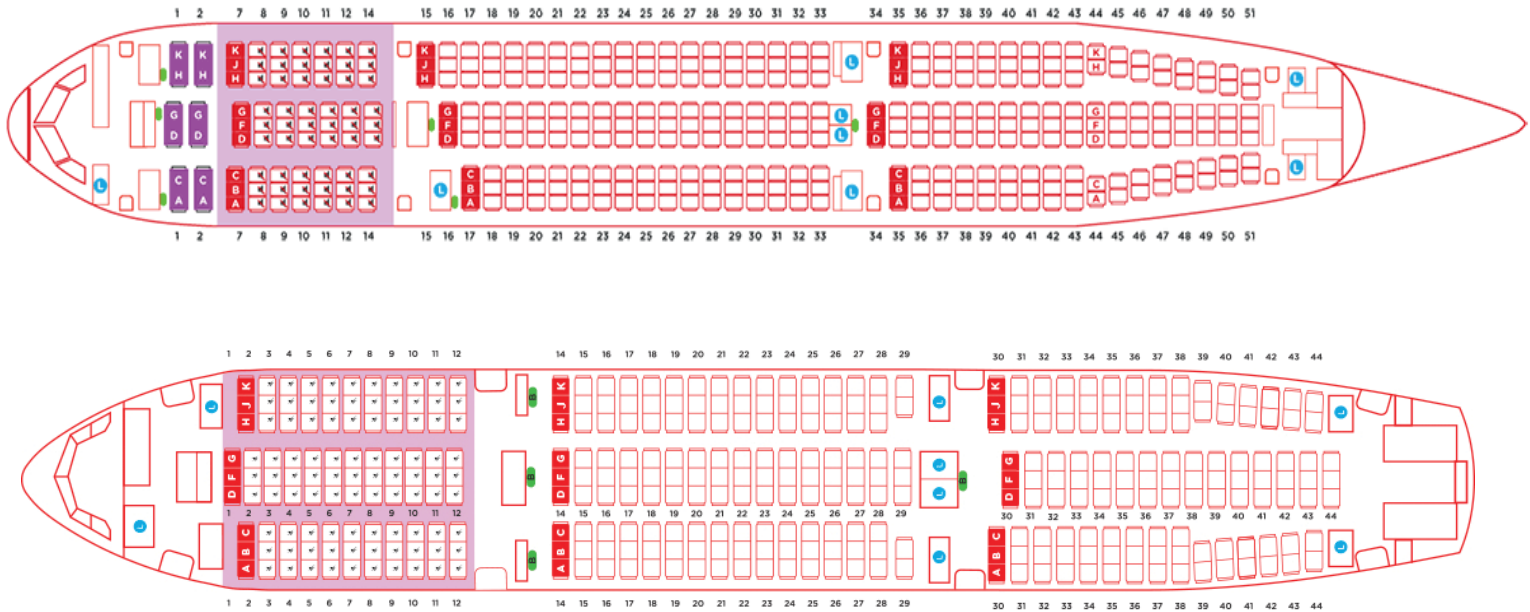 1 2 7 8 9 10 11 12 14 15 16 17 18 19 20 21 22 23 24 25 26 27 28 29 30 31 32 33 34 35 36 37 38 39 40 41 42 43 44 45 46 47 48 49 50 51
K K K K K K
J J J L L
H H H H H H
G G G G L G G
F F F F
D D D D L D D
C C C C C C
B L B L B L
A A A A A A
1 2 7 8 9 10 11 12 14 15 16 17 18 19 20 21 22 23 24 25 26 27 28 29 30 31 32 33 34 35 36 37 38 39 40 41 42 43 44 45 46 47 48 49 50 51
1 2 3 4 5 6 7 8 9 10 11 12 14 15 16 17 18 19 20 21 22 23 24 25 26 27 28 29 30 31 32 33 34 35 36 37 38 39 40 41 42 43 44
L H J K B H J K L H J K L
D F G B D F G L L B D F G
1 2 3 4 5 6 7 8 9 10 11 12 14 15 16 17 18 19 20 21 22 23 24 25 26 27 28 29 30 31 32 33 34 35 36 37 38 39 40 41 42 43 44
L A B C B A B C L A B C L
1 2 3 4 5 6 7 8 9 10 11 12 14 15 16 17 18 19 20 21 22 23 24 25 26 27 28 29 30 31 32 33 34 35 36 37 38 39 40 41 42 43 44